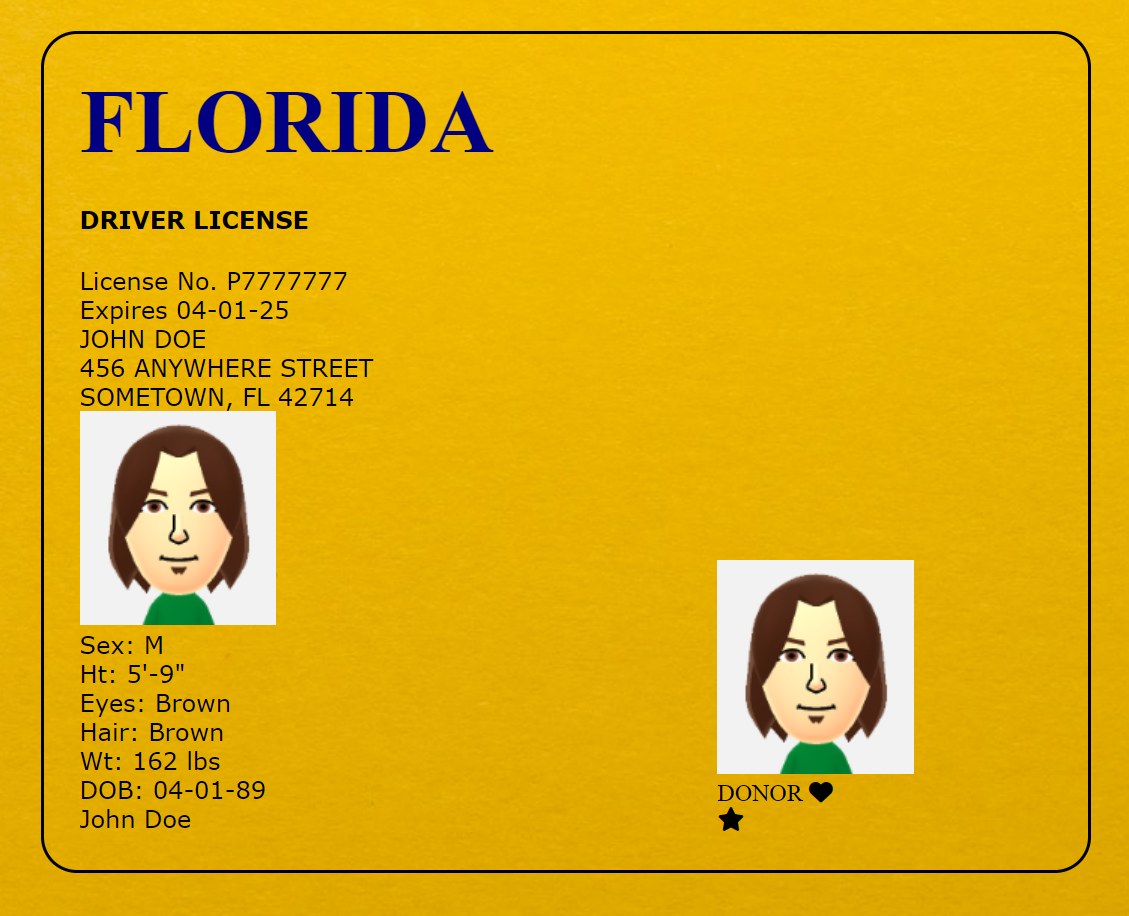 FLORIDA
DRIVER LICENSE
License No. P7777777
Expires 04-01-25
JOHN DOE
456 ANYWHERE STREET
SOMETOWN, FL 42714
Sex: M
Ht: 5'-9"
Eyes: Brown
Hair: Brown
Wt: 162 lbs
DOB: 04-01-89
John Doe
DONOR